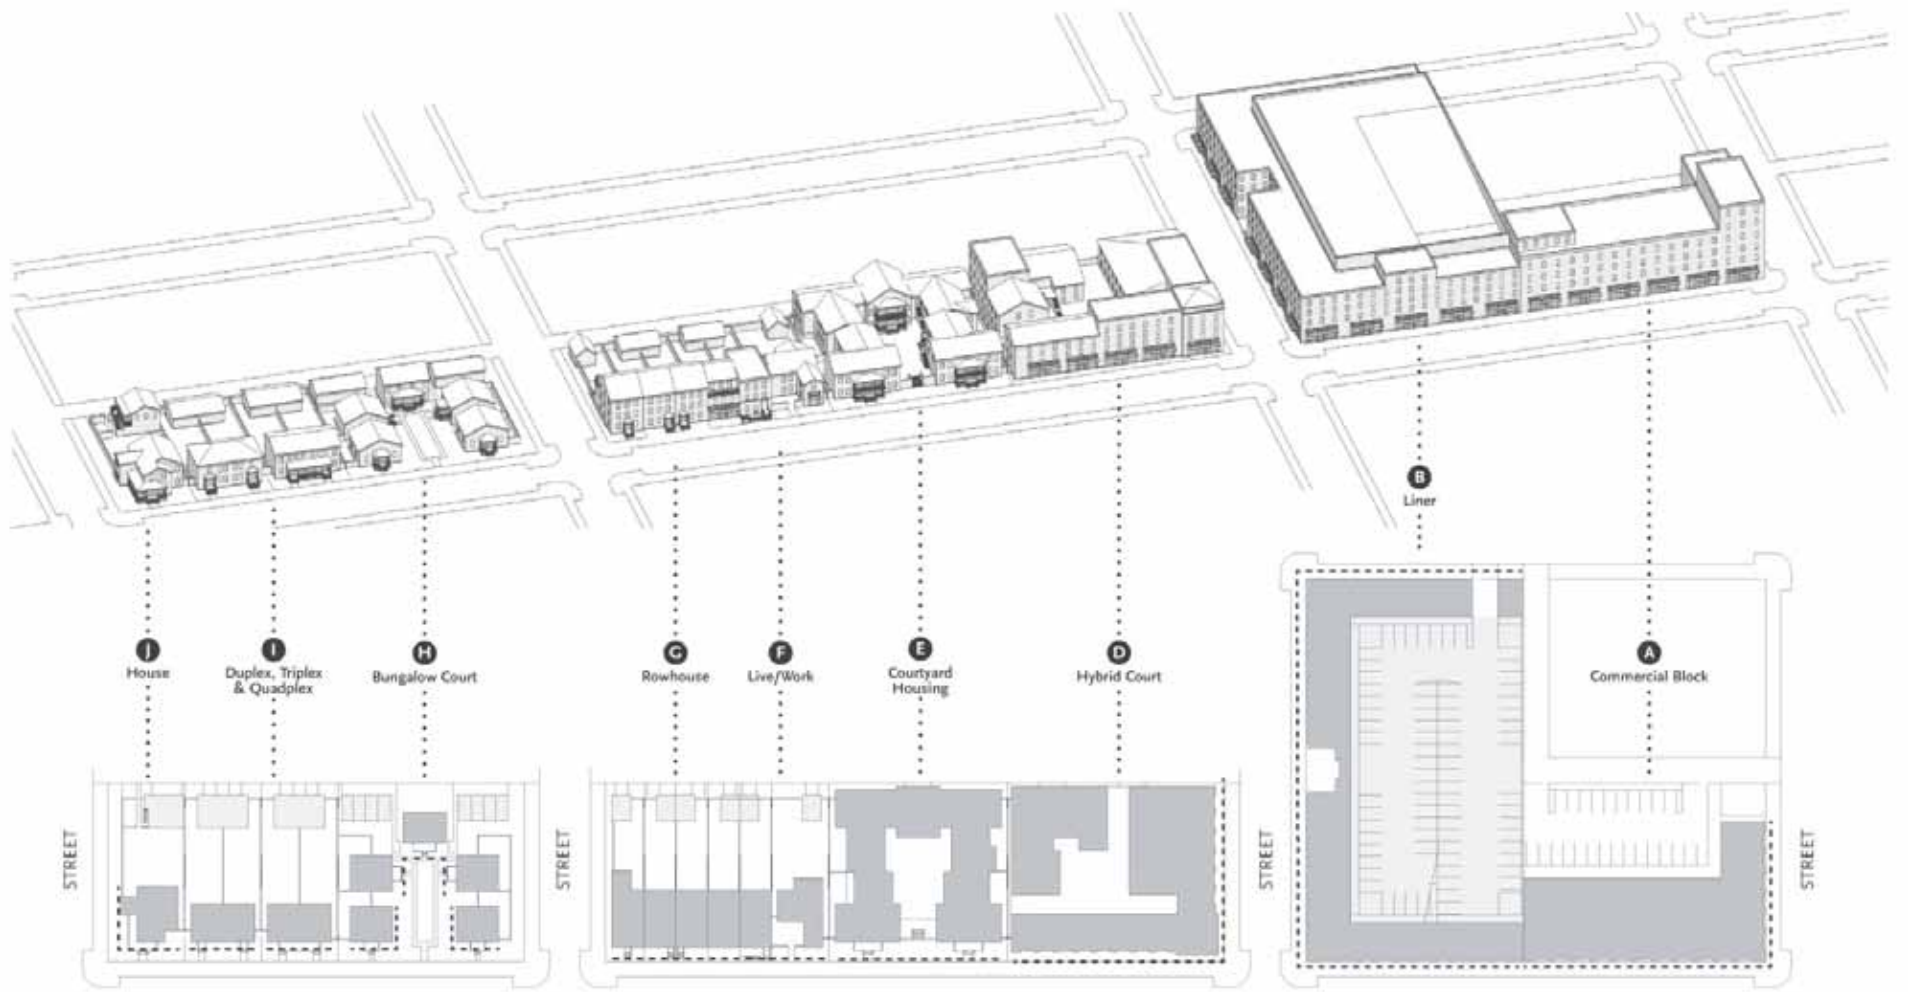 B
Liner
J
House
I
Duplex, Triplex
& Quadplex
H
Bungalow Court
G
Rowhouse
F
Live/Work
E
Courtyard
Housing
D
Hybrid Court
A
Commercial Block
STREET
STREET
STREET
STREET